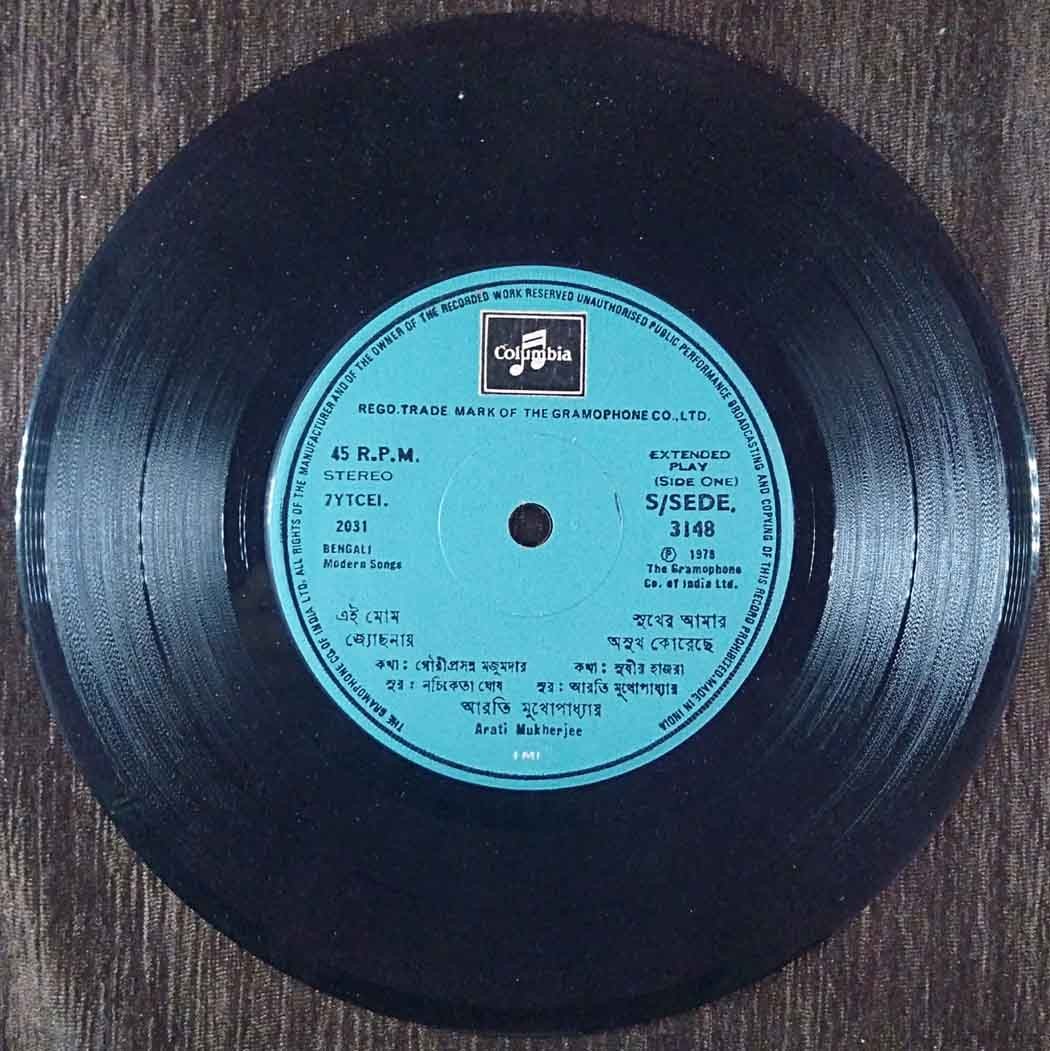 THE GRAMOPHONE CO. OF INDIA LTD. ALL RIGHTS OF THE MANUFACTURER AND OF THE OWNER OF THE RECORDED WORK RESERVED UNAUTHORISED PUBLIC PERFORMANCE BROADCASTING AND COPYING OF THIS RECORD PROHIBITED. MADE IN INDIA
Columbia
REGD. TRADE MARK OF THE GRAMOPHONE CO., LTD.
45 R.P.M.
STEREO
7YTCEI.
2031
BENGALI
Modern Songs
EXTENDED
PLAY
(SIDE ONE)
S/SEDE.
3148
Ⓟ 1978
The Gramophone
Co. of India Ltd.
এই মোম
জ্যোছনায়
কথা : গৌরীপ্রসন্ন মজুমদার
সুর : নচিকেতা ঘোষ
সুখের আমার
অসুখ কোরেছে
কথা : সুধীর হাজরা
সুর : আরতি মুখোপাধ্যায়
আরতি মুখোপাধ্যায়
Arati Mukherjee
EMI